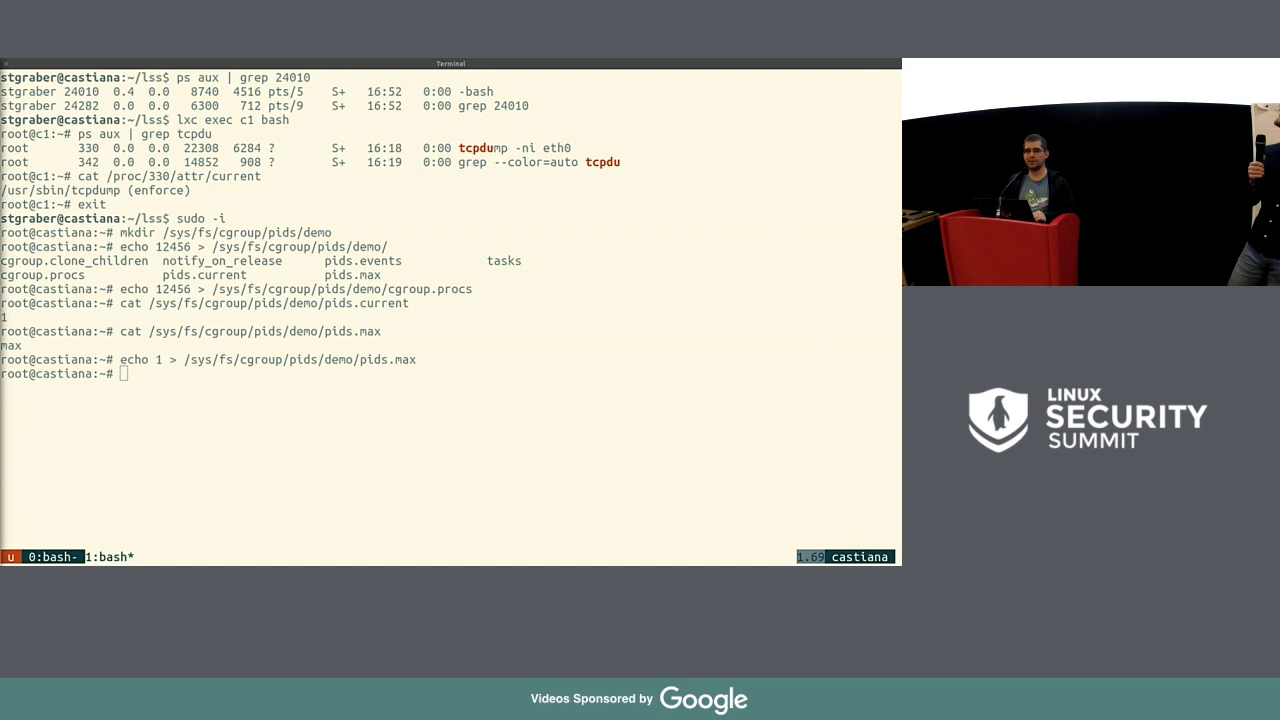 Terminal
stgraber@castiana:~/lss$ ps aux | grep 24010
stgraber 24010  0.4  0.0   8740  4516 pts/5    S+   16:52   0:00 -bash
stgraber 24282  0.0  0.0   6300   712 pts/9    S+   16:52   0:00 grep 24010
stgraber@castiana:~/lss$ lxc exec c1 bash
root@c1:~# ps aux | grep tcpdu
root       330  0.0  0.0  22308  6284 ?        S+   16:18   0:00 tcpdump -ni eth0
root       342  0.0  0.0  14852   908 ?        S+   16:19   0:00 grep --color=auto tcpdu
root@c1:~# cat /proc/330/attr/current
/usr/sbin/tcpdump (enforce)
root@c1:~# exit
stgraber@castiana:~/lss$ sudo -i
root@castiana:~# mkdir /sys/fs/cgroup/pids/demo
root@castiana:~# echo 12456 > /sys/fs/cgroup/pids/demo/
cgroup.clone_children  notify_on_release      pids.events            tasks
cgroup.procs           pids.current           pids.max
root@castiana:~# echo 12456 > /sys/fs/cgroup/pids/demo/cgroup.procs
root@castiana:~# cat /sys/fs/cgroup/pids/demo/pids.current
1
root@castiana:~# cat /sys/fs/cgroup/pids/demo/pids.max
max
root@castiana:~# echo 1 > /sys/fs/cgroup/pids/demo/pids.max
root@castiana:~#
u 0:bash- 1:bash* 1.69 castiana
LINUX
SECURITY
SUMMIT
Videos Sponsored by Google